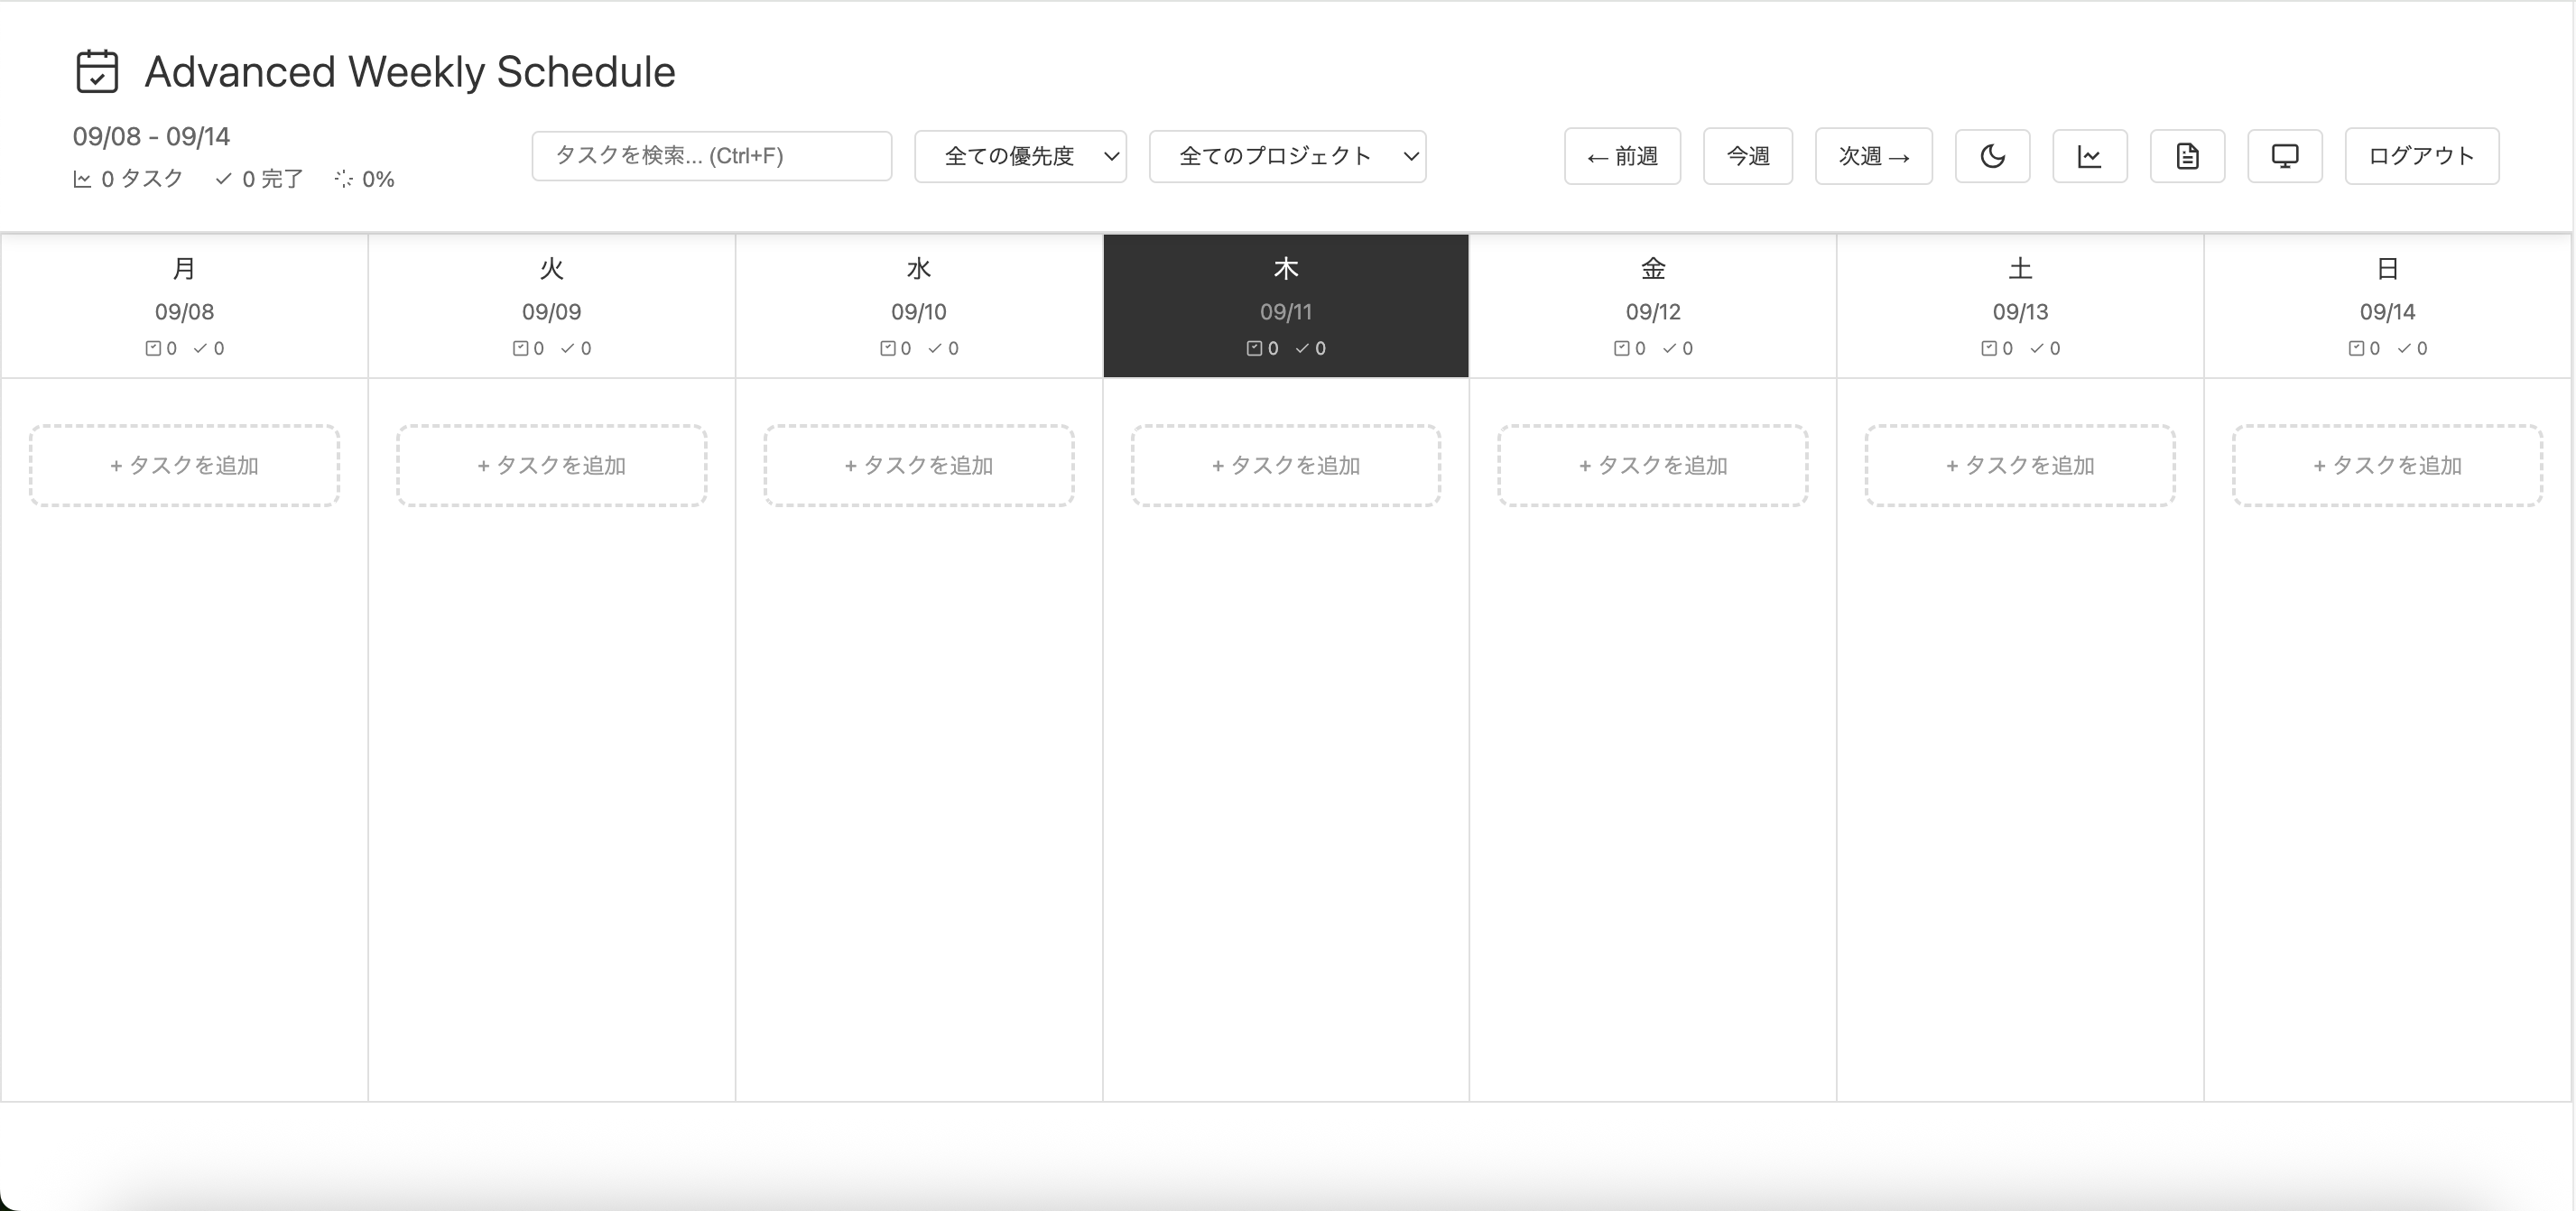 Advanced Weekly Schedule
09/08 - 09/14
0 タスク 0 完了 0%
タスクを検索... (Ctrl+F)
全ての優先度
全てのプロジェクト
← 前週
今週
次週 →
ログアウト
月
09/08
0 0
火
09/09
0 0
水
09/10
0 0
木
09/11
0 0
金
09/12
0 0
土
09/13
0 0
日
09/14
0 0
+ タスクを追加
+ タスクを追加
+ タスクを追加
+ タスクを追加
+ タスクを追加
+ タスクを追加
+ タスクを追加